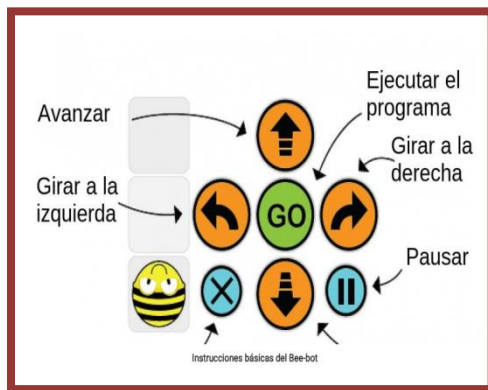 Avanzar
Ejecutar el
programa
Girar a la
derecha
Girar a la
izquierda
GO
Pausar
Instrucciones básicas del Bee-bot